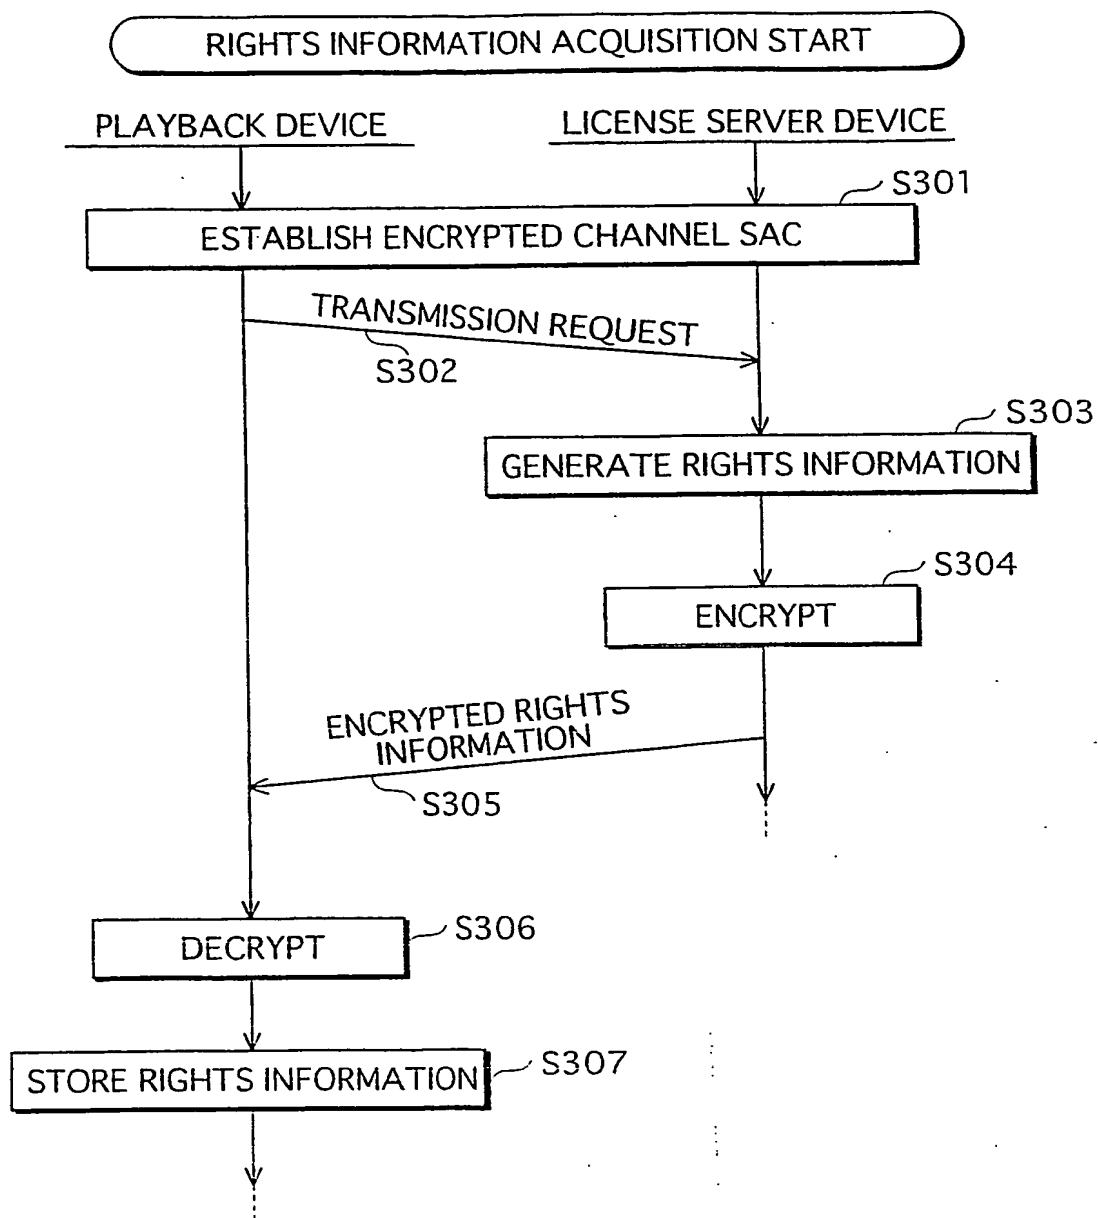 RIGHTS INFORMATION ACQUISITION START
PLAYBACK DEVICE
LICENSE SERVER DEVICE
S301
ESTABLISH ENCRYPTED CHANNEL SAC
TRANSMISSION REQUEST
S302
S303
GENERATE RIGHTS INFORMATION
S304
ENCRYPT
ENCRYPTED RIGHTS
INFORMATION
S305
DECRYPT
S306
STORE RIGHTS INFORMATION
S307